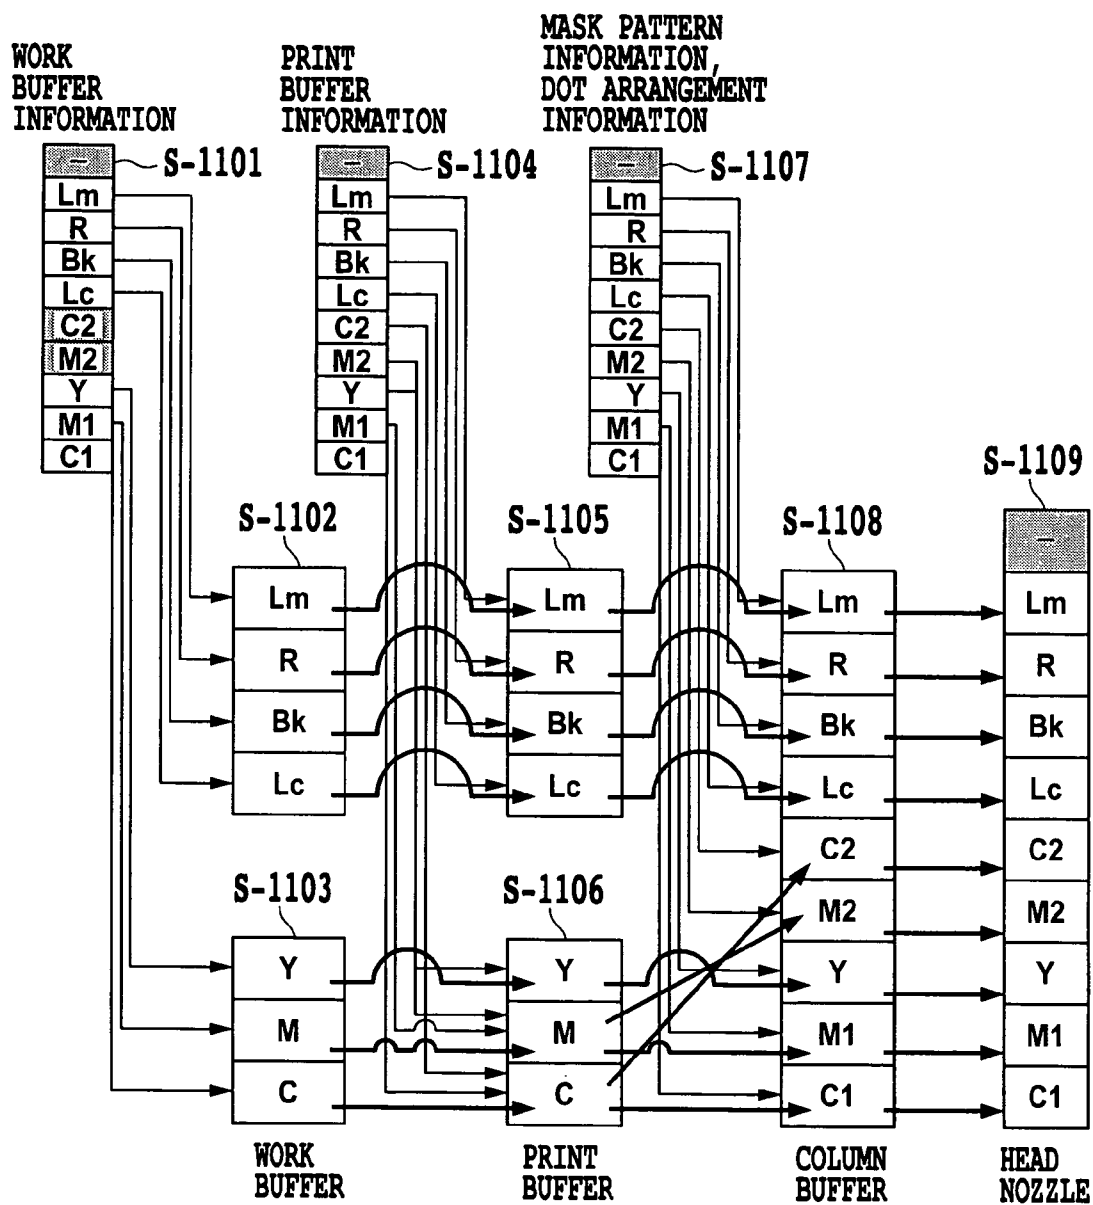 WORK
BUFFER
INFORMATION
PRINT
BUFFER
INFORMATION
MASK PATTERN
INFORMATION,
DOT ARRANGEMENT
INFORMATION
-
S-1101
Lm
R
Bk
Lc
C2
M2
Y
M1
C1
-
S-1104
Lm
R
Bk
Lc
C2
M2
Y
M1
C1
-
S-1107
Lm
R
Bk
Lc
C2
M2
Y
M1
C1
S-1102
Lm
R
Bk
Lc
S-1103
Y
M
C
WORK
BUFFER
S-1105
Lm
R
Bk
Lc
S-1106
Y
M
C
PRINT
BUFFER
S-1108
Lm
R
Bk
Lc
C2
M2
Y
M1
C1
COLUMN
BUFFER
S-1109
-
Lm
R
Bk
Lc
C2
M2
Y
M1
C1
HEAD
NOZZLE